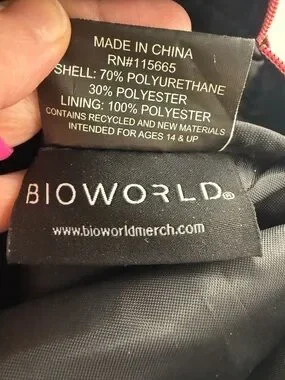 MADE IN CHINA
RN#115665
SHELL: 70% POLYURETHANE
30% POLYESTER
LINING: 100% POLYESTER
CONTAINS RECYCLED AND NEW MATERIALS
INTENDED FOR AGES 14 & UP
BIOWORLD®
www.bioworldmerch.com